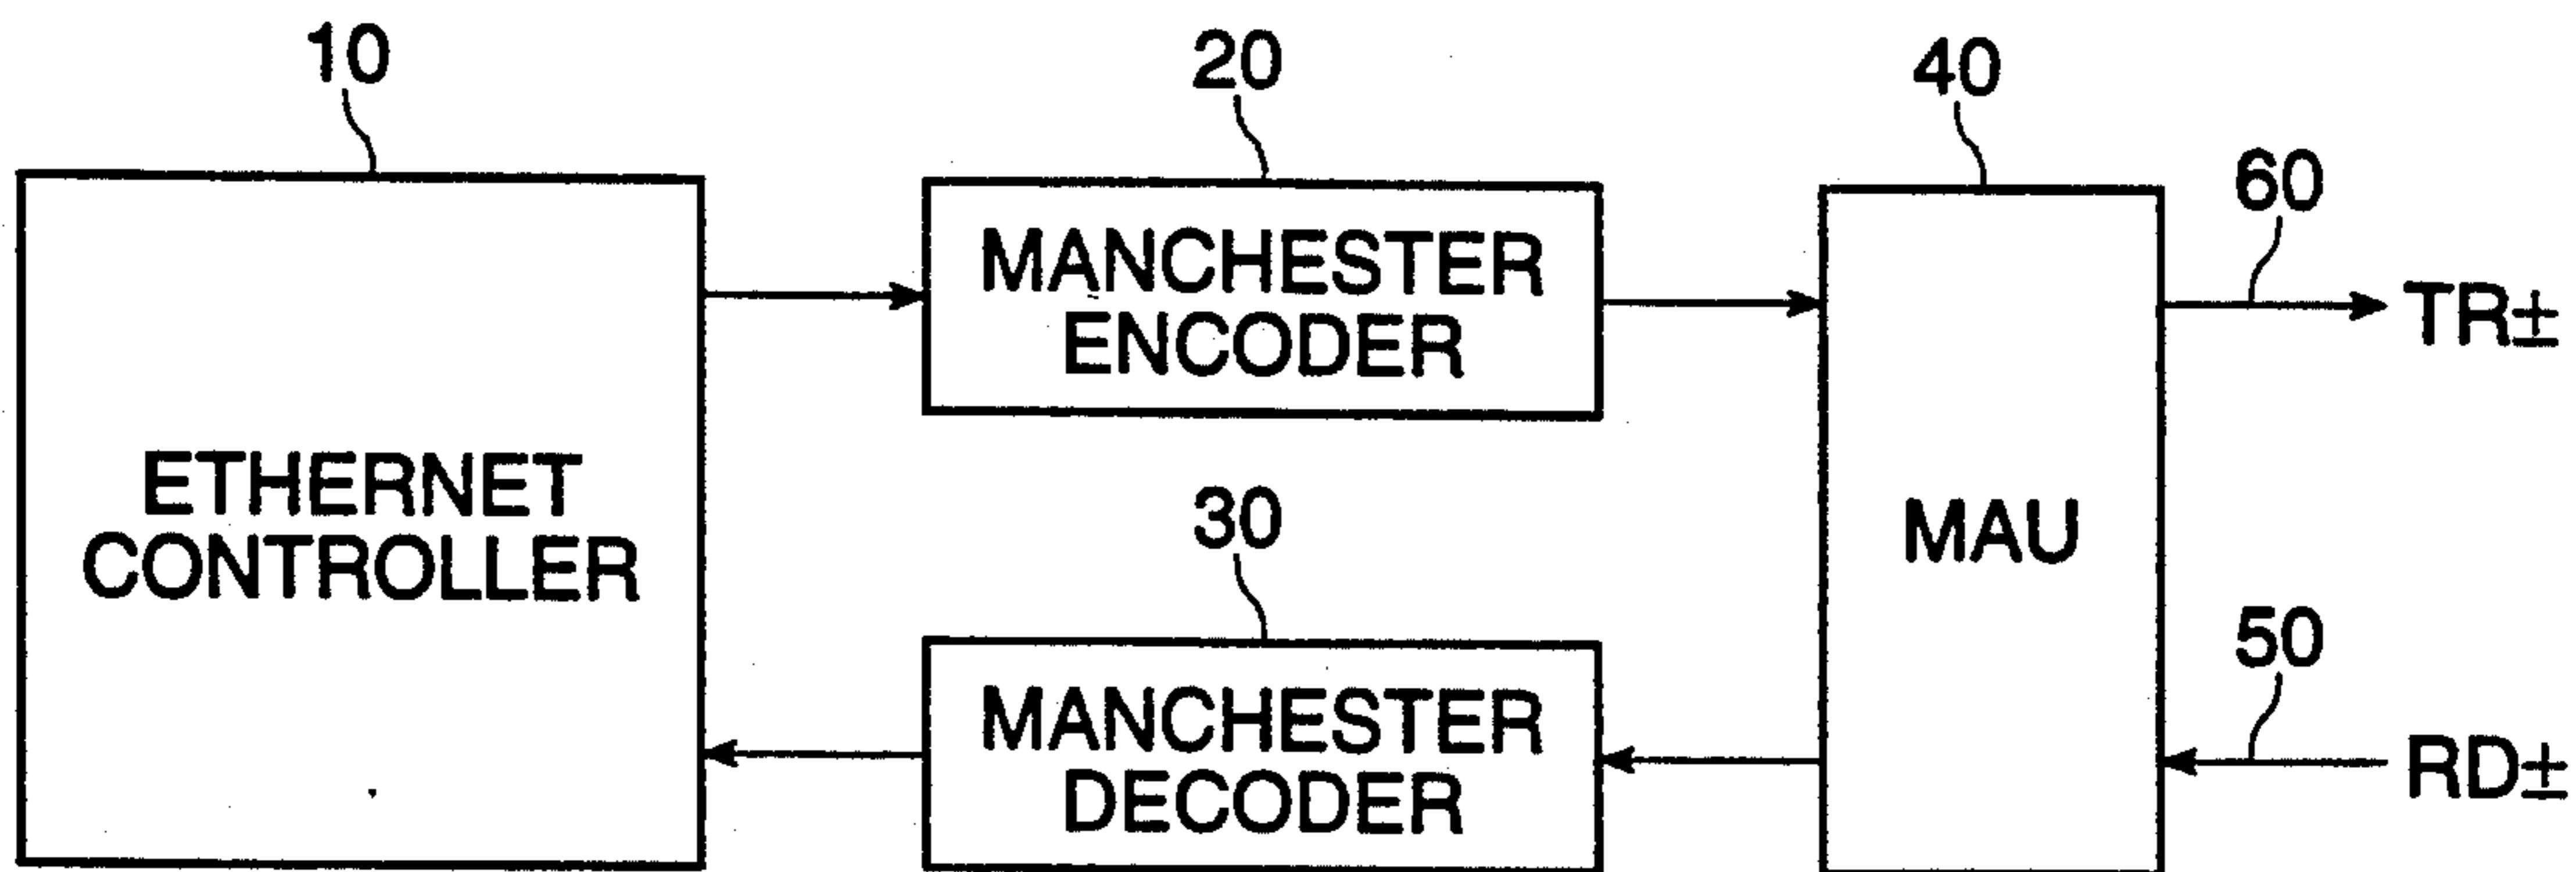 10
20
40
60
MANCHESTER
ENCODER
TR±
ETHERNET
CONTROLLER
30
MAU
50
MANCHESTER
DECODER
RD±